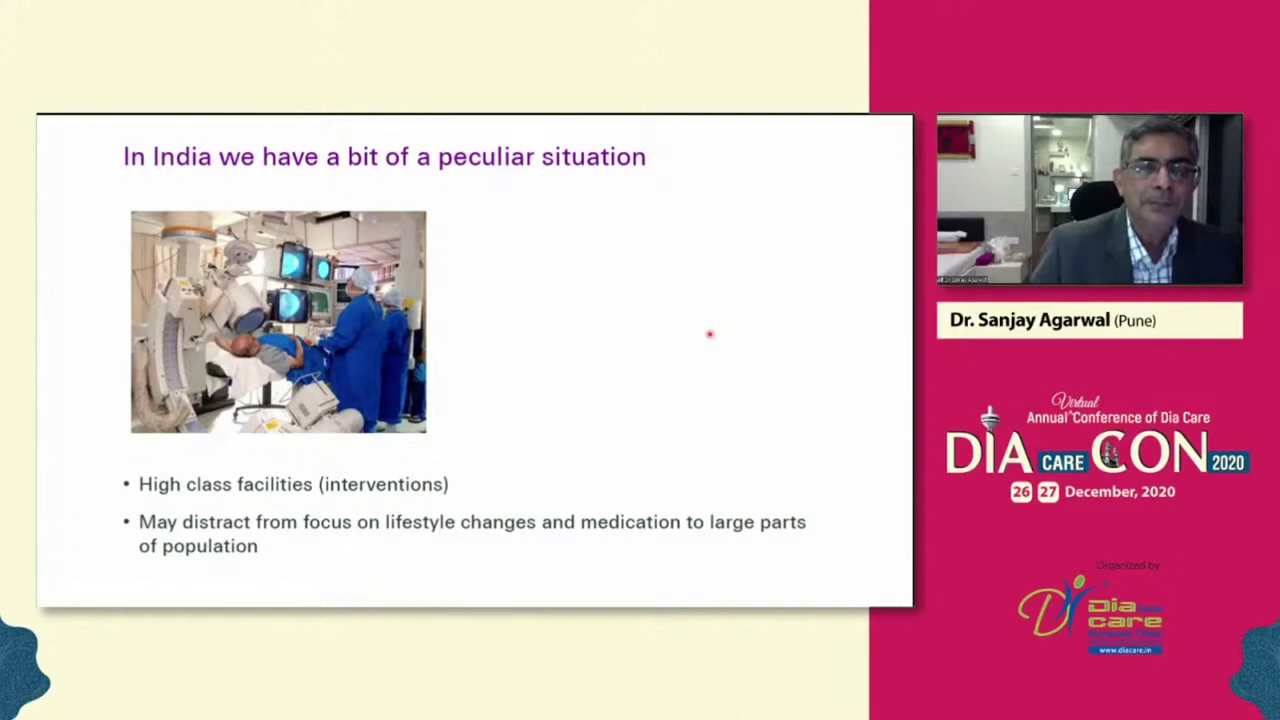 In India we have a bit of a peculiar situation
• High class facilities (interventions)
• May distract from focus on lifestyle changes and medication to large parts
of population
Dr. Sanjay Agarwal (Pune)
Virtual
Annual^Conference of Dia Care
DIA CARE CON 2020
26 27 December, 2020
Organized by
Dia
care
www.diacare.in